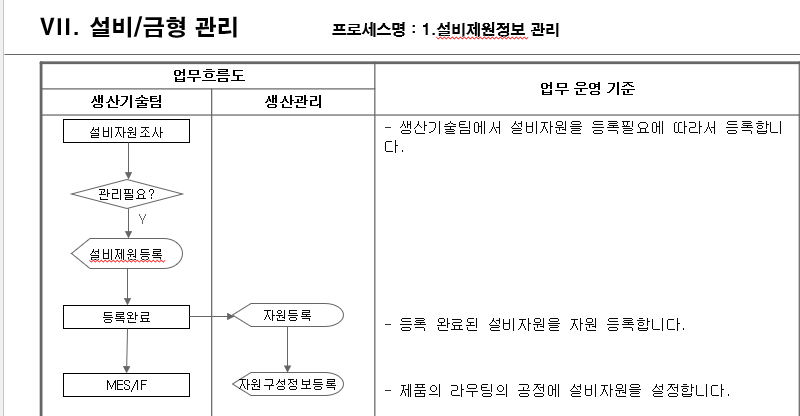 VII. 설비/금형 관리
프로세스명 : 1.설비제원정보 관리
업무흐름도
업무 운영 기준
생산기술팀
생산관리
설비자원조사
- 생산기술팀에서 설비자원을 등록필요에 따라서 등록합니
다.
관리필요?
Y
설비제원등록
등록완료
자원등록
- 등록 완료된 설비자원을 자원 등록합니다.
MES/IF
자원구성정보등록
- 제품의 라우팅의 공정에 설비자원을 설정합니다.